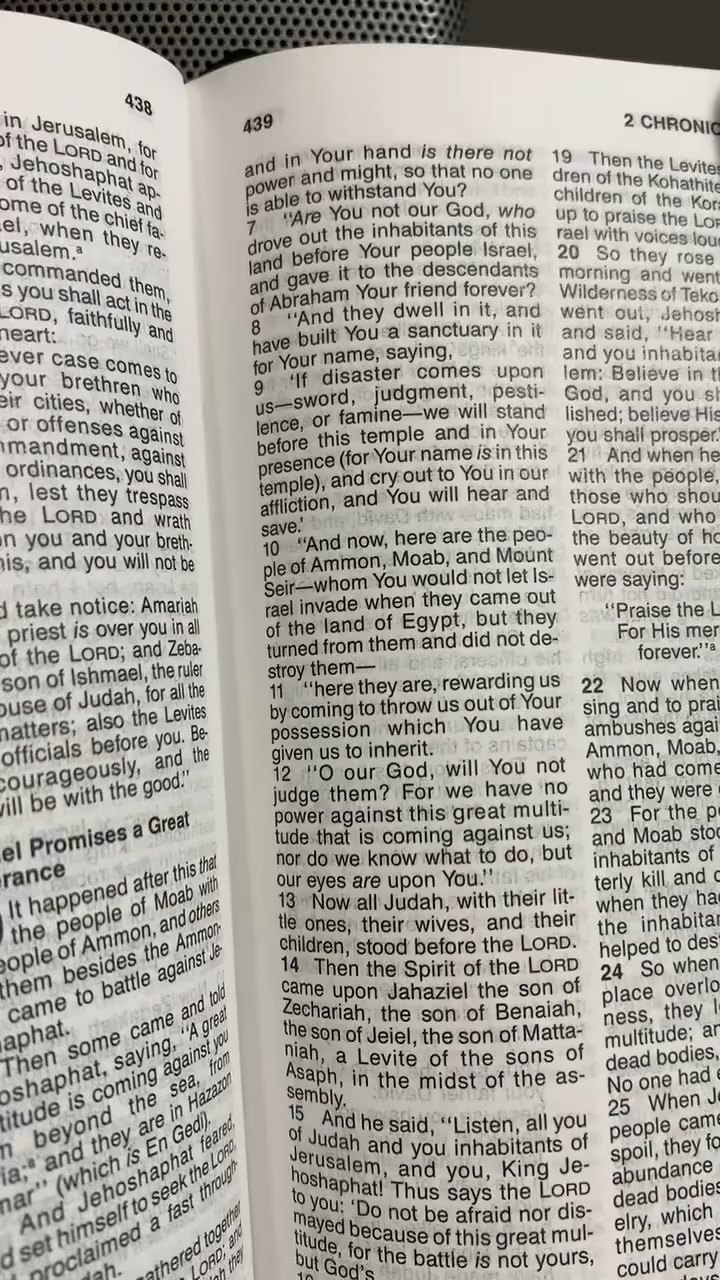 438
in Jerusalem, for
of the LORD and for
, Jehoshaphat ap-
of the Levites and
ome of the chief fa-
el, when they re-
usalem.ᵃ
commanded them,
s you shall act in the
LORD, faithfully and
heart:
ever case comes to
your brethren who
eir cities, whether of
or offenses against
mmandment, against
ordinances, you shall
n, lest they trespass
he LORD and wrath
n you and your breth-
his, and you will not be
d take notice: Amariah
priest is over you in all
of the LORD; and Zeba-
son of Ishmael, the ruler
ouse of Judah, for all the
matters; also the Levites
officials before you. Be-
courageously, and the
will be with the good."
el Promises a Great
rance
It happened after this that
the people of Moab with
eople of Ammon, and others
them besides the Ammon-
came to battle against Je-
aphat.
Then some came and told
oshaphat, saying, "A great
titude is coming against you
n beyond the sea, from
ia;ᵃ and they are in Hazazon
mar" (which is En Gedi).
And Jehoshaphat feared,
d set himself to seek the LORD,
proclaimed a fast through-
dah.
gathered together
LORD; and
439
and in Your hand is there not
power and might, so that no one
is able to withstand You?
7 "Are You not our God, who
drove out the inhabitants of this
land before Your people Israel,
and gave it to the descendants
of Abraham Your friend forever?
8 "And they dwell in it, and
have built You a sanctuary in it
for Your name, saying,
9 'If disaster comes upon
us—sword, judgment, pesti-
lence, or famine—we will stand
before this temple and in Your
presence (for Your name is in this
temple), and cry out to You in our
affliction, and You will hear and
save.'
10 "And now, here are the peo-
ple of Ammon, Moab, and Mount
Seir—whom You would not let Is-
rael invade when they came out
of the land of Egypt, but they
turned from them and did not de-
stroy them—
11 "here they are, rewarding us
by coming to throw us out of Your
possession which You have
given us to inherit.
12 "O our God, will You not
judge them? For we have no
power against this great multi-
tude that is coming against us;
nor do we know what to do, but
our eyes are upon You."
13 Now all Judah, with their lit-
tle ones, their wives, and their
children, stood before the LORD.
14 Then the Spirit of the LORD
came upon Jahaziel the son of
Zechariah, the son of Benaiah,
the son of Jeiel, the son of Matta-
niah, a Levite of the sons of
Asaph, in the midst of the as-
sembly.
15 And he said, "Listen, all you
of Judah and you inhabitants of
Jerusalem, and you, King Je-
hoshaphat! Thus says the LORD
to you: 'Do not be afraid nor dis-
mayed because of this great mul-
titude, for the battle is not yours,
but God's
2 CHRONIC
19 Then the Levites
dren of the Kohathite
children of the Kor
up to praise the LOR
rael with voices lou
20 So they rose
morning and went
Wilderness of Teko
went out, Jehosh
and said, "Hear
and you inhabita
lem: Believe in t
God, and you sh
lished; believe His
you shall prosper.
21 And when he
with the people,
those who shou
LORD, and who
the beauty of ho
went out before
were saying:
"Praise the L
For His mer
forever."ᵃ
22 Now when
sing and to prai
ambushes agai
Ammon, Moab,
who had come
and they were
23 For the pe
and Moab stoo
inhabitants of
terly kill and d
when they ha
the inhabitan
helped to des
24 So when
place overlo
ness, they l
multitude; an
dead bodies,
No one had e
25 When Je
people came
spoil, they fo
abundance
dead bodies
elry, which
themselves
could carry